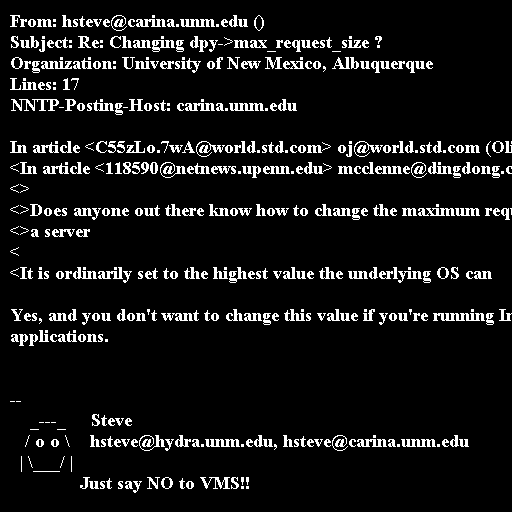 From: hsteve@carina.unm.edu ()
Subject: Re: Changing dpy->max_request_size ?
Organization: University of New Mexico, Albuquerque
Lines: 17
NNTP-Posting-Host: carina.unm.edu

In article <C55zLo.7wA@world.std.com> oj@world.std.com (Oli
<In article <118590@netnews.upenn.edu> mcclenne@dingdong.c
<>
<>Does anyone out there know how to change the maximum requ
<>a server
<
<It is ordinarily set to the highest value the underlying OS can

Yes, and you don't want to change this value if you're running In
applications.

--
_---_ Steve
/ o o \ hsteve@hydra.unm.edu, hsteve@carina.unm.edu
| \___/ |
Just say NO to VMS!!